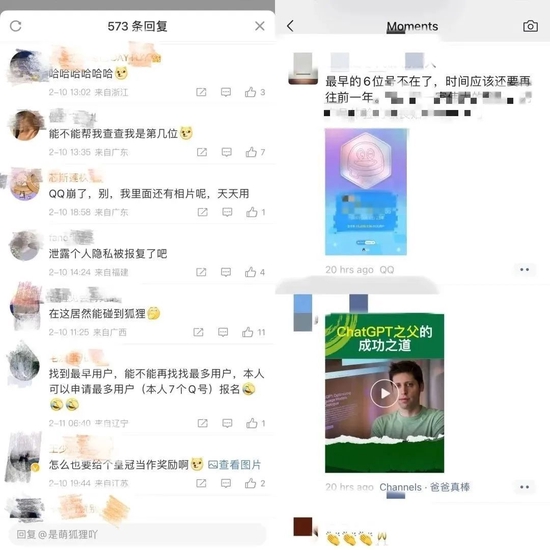 573 条回复
哈哈哈哈哈哈
2-10 13:02 来自浙江
3
能不能帮我查查我是第几位
2-10 13:35 来自广东
7
QQ崩了，别，我里面还有相片呢，天天用
2-10 18:58 来自广东
1
泄露个人隐私被报复了吧
2-10 14:24 来自福建
4
在这居然能碰到狐狸
2-10 11:25 来自广西
11
找到最早用户，能不能再找找最多用户，本人
可以申请最多用户（本人7个Q号）报名
2-11 06:40 来自辽宁
怎么也要给个皇冠当作奖励啊 查看图片
2-10 19:44 来自江苏
2
回复@是萌狐狸吖
Moments
最早的6位号不在了，时间应该还要再
往前一年，
20 hrs ago QQ
ChatGPT之父的
成功之道
20 hrs ago Channels · 爸爸真棒